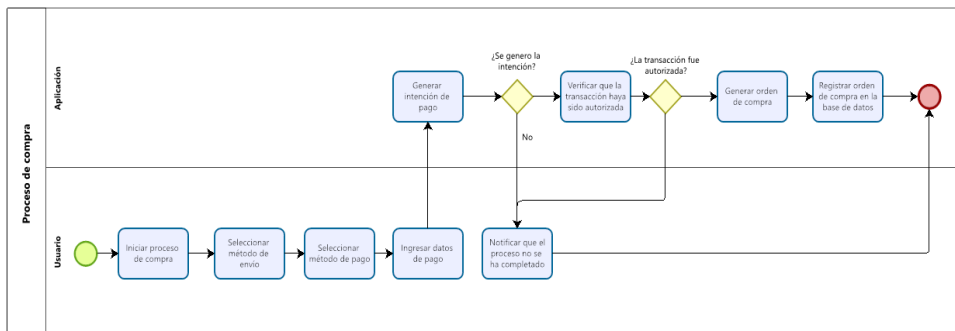 Proceso de compra
Aplicación
Usuario
¿Se genero la
intención?
¿La transacción fue
autorizada?
Generar
intención de
pago
Verificar que la
transacción haya
sido autorizada
Generar orden
de compra
Registrar orden
de compra en la
base de datos
No
Iniciar proceso
de compra
Seleccionar
método de
envío
Seleccionar
método de pago
Ingresar datos
de pago
Notificar que el
proceso no se
ha completado